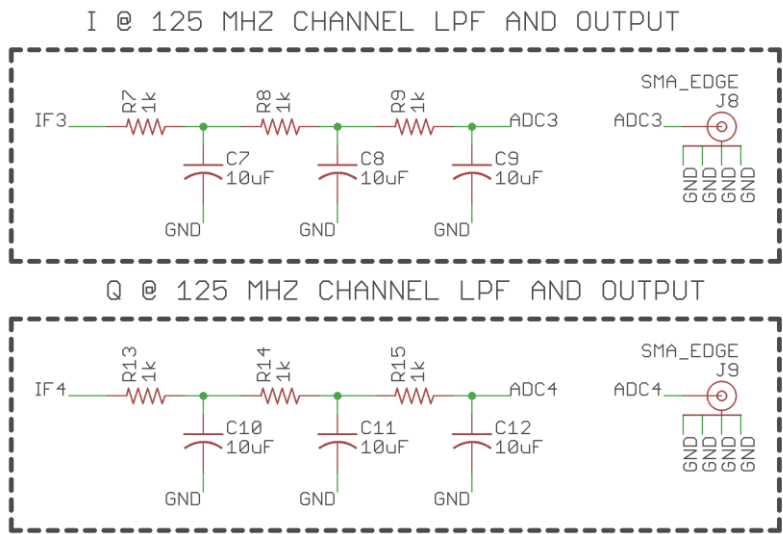 I @ 125 MHZ CHANNEL LPF AND OUTPUT
R7
1k
R8
1k
R9
1k
SMA_EDGE
J8
IF3
ADC3
ADC3
C7
10uF
C8
10uF
C9
10uF
GND
GND
GND
GND
GND
GND
GND
Q @ 125 MHZ CHANNEL LPF AND OUTPUT
R13
1k
R14
1k
R15
1k
SMA_EDGE
J9
IF4
ADC4
ADC4
C10
10uF
C11
10uF
C12
10uF
GND
GND
GND
GND
GND
GND
GND